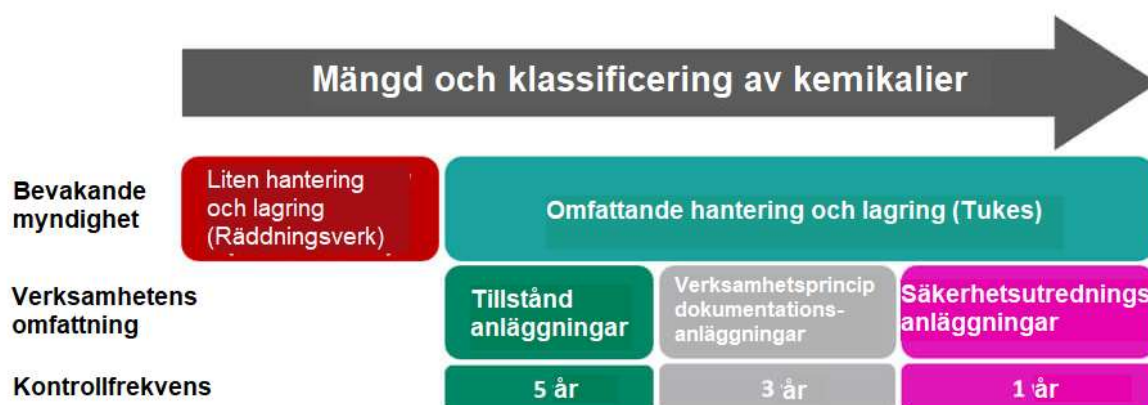 Mängd och klassificering av kemikalier
Bevakande
myndighet
Liten hantering
och lagring
(Räddningsverk)
Omfattande hantering och lagring (Tukes)
Verksamhetens
omfattning
Tillstånd
anläggningar
Verksamhetsprincip
dokumentations-
anläggningar
Säkerhetsutrednings
anläggningar
Kontrollfrekvens
5 år
3 år
1 år